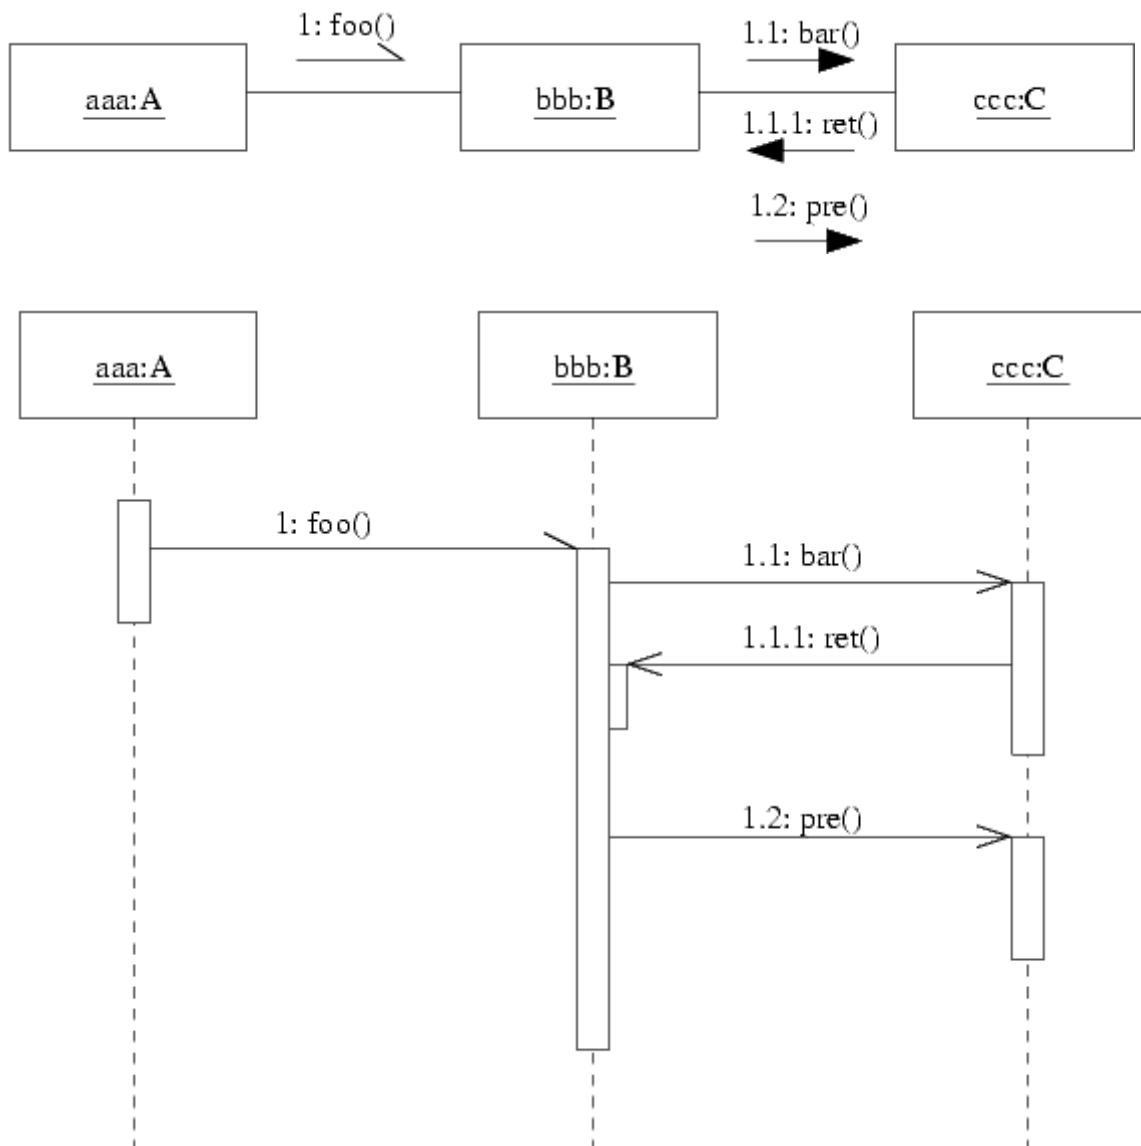 1: foo()
1.1: bar()
aaa:A
bbb:B
ccc:C
1.1.1: ret()
1.2: pre()
aaa:A
bbb:B
ccc:C
1: foo()
1.1: bar()
1.1.1: ret()
1.2: pre()